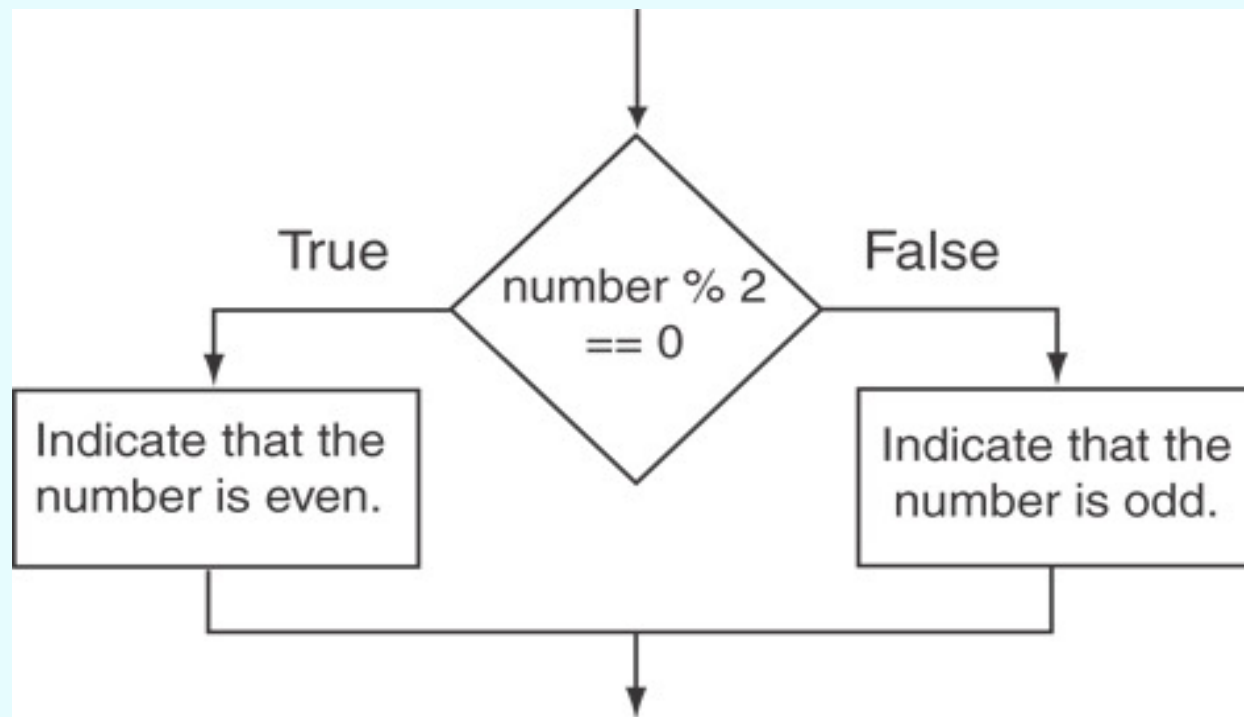 True
False
number % 2
== 0
Indicate that the
number is even.
Indicate that the
number is odd.